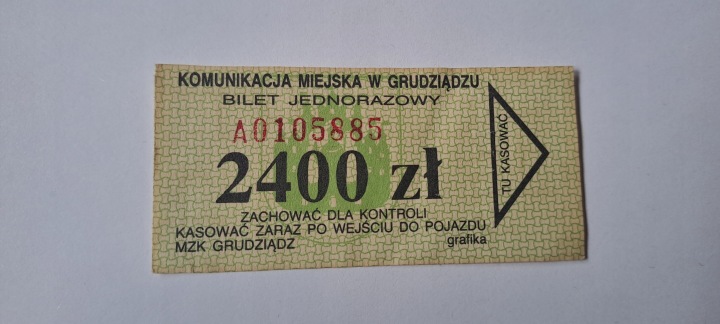 KOMUNIKACJA MIEJSKA W GRUDZIĄDZU
BILET JEDNORAZOWY
A0105885
2400 zł
ZACHOWAĆ DLA KONTROLI
KASOWAĆ ZARAZ PO WEJŚCIU DO POJAZDU
MZK GRUDZIĄDZ
grafika
TU KASOWAĆ